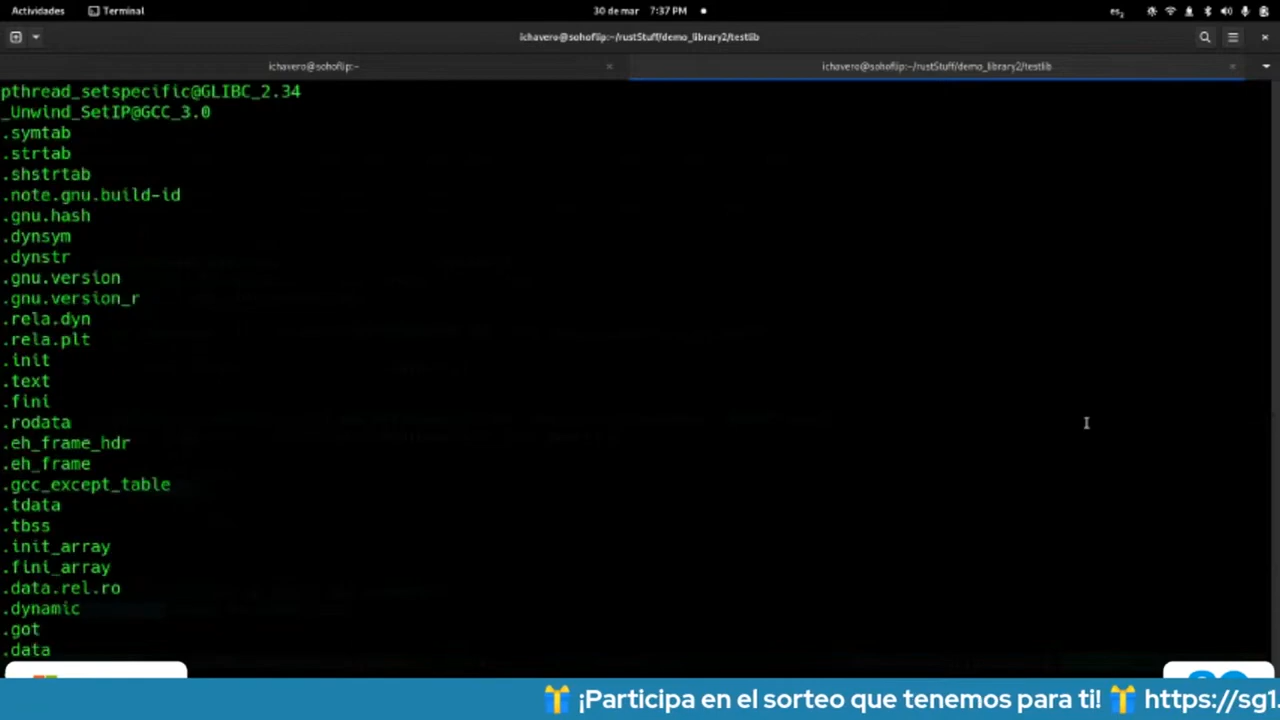 Actividades
Terminal
30 de mar 7:37 PM
es₂
ichavero@sohoflip:~/rustStuff/demo_library2/testlib
ichavero@sohoflip:~
ichavero@sohoflip:~/rustStuff/demo_library2/testlib
pthread_setspecific@GLIBC_2.34
_Unwind_SetIP@GCC_3.0
.symtab
.strtab
.shstrtab
.note.gnu.build-id
.gnu.hash
.dynsym
.dynstr
.gnu.version
.gnu.version_r
.rela.dyn
.rela.plt
.init
.text
.fini
.rodata
.eh_frame_hdr
.eh_frame
.gcc_except_table
.tdata
.tbss
.init_array
.fini_array
.data.rel.ro
.dynamic
.got
.data
¡Participa en el sorteo que tenemos para ti! https://sg1.